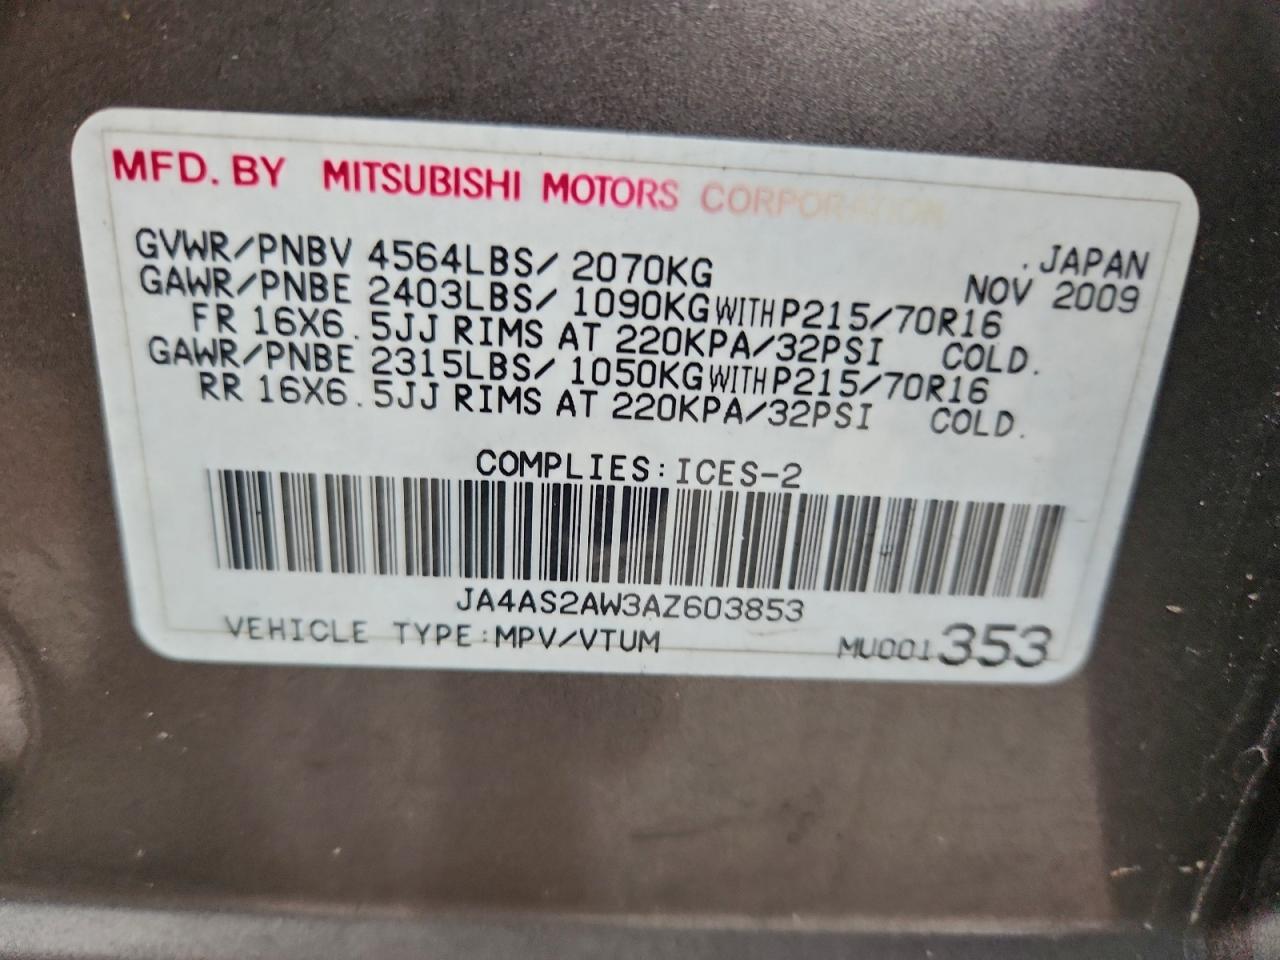 MFD. BY MITSUBISHI MOTORS CORPORATION
GVWR/PNBV 4564LBS/ 2070KG .JAPAN
GAWR/PNBE 2403LBS/ 1090KG WITH P215/70R16 NOV 2009
FR 16X6.5JJ RIMS AT 220KPA/32PSI COLD.
GAWR/PNBE 2315LBS/ 1050KG WITH P215/70R16
RR 16X6.5JJ RIMS AT 220KPA/32PSI COLD.
COMPLIES:ICES-2
JA4AS2AW3AZ603853
VEHICLE TYPE:MPV/VTUM MU001353